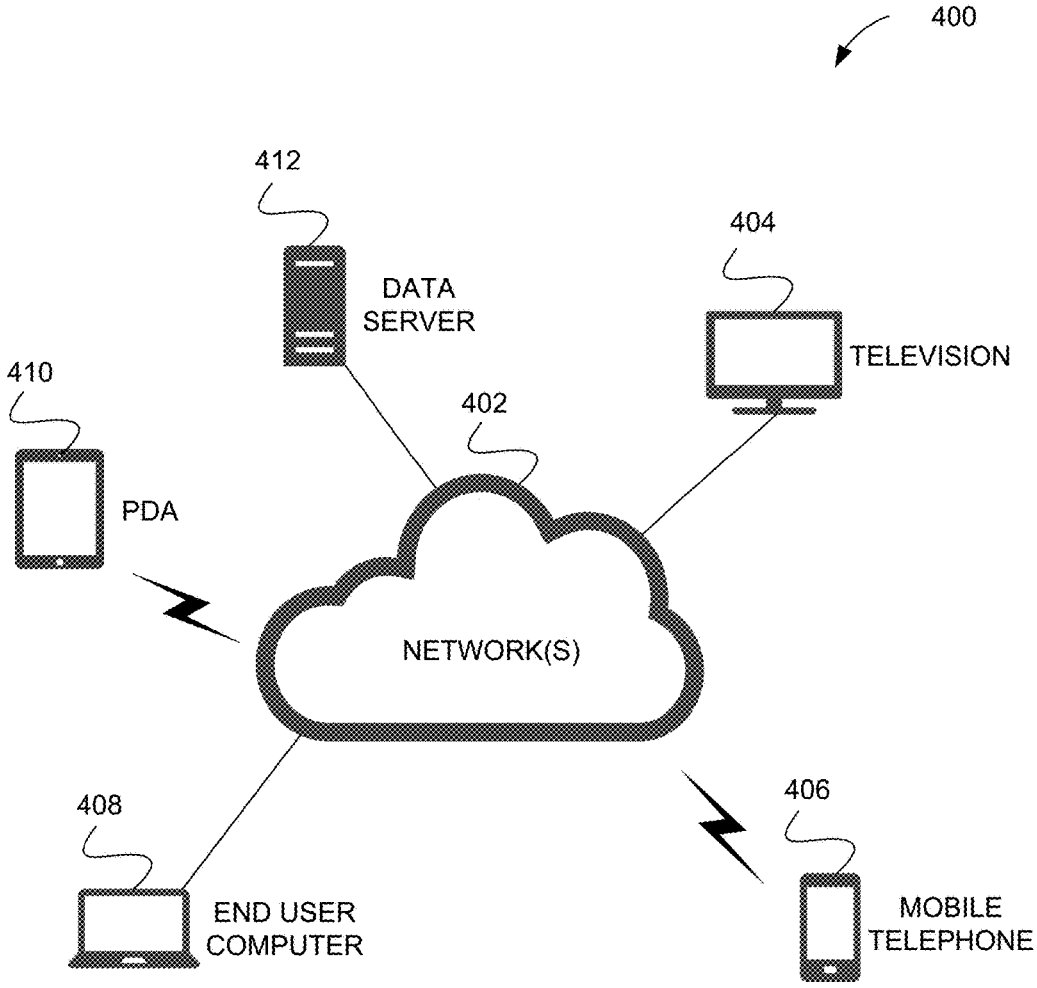 400
412
DATA
SERVER
404
TELEVISION
410
PDA
402
NETWORK(S)
408
END USER
COMPUTER
406
MOBILE
TELEPHONE